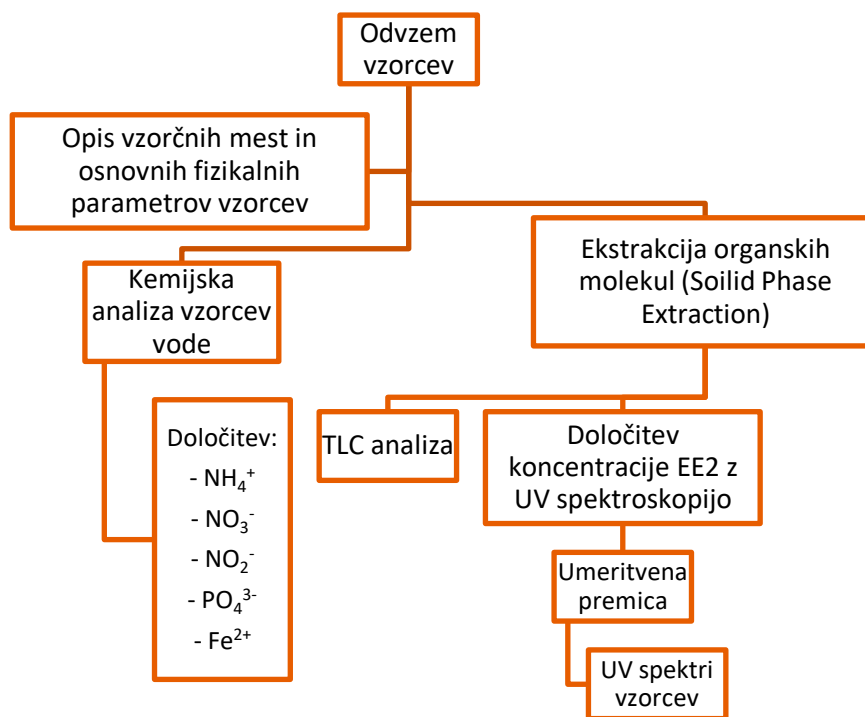 Odvzem
vzorcev
Opis vzorčnih mest in
osnovnih fizikalnih
parametrov vzorcev
Kemijska
analiza vzorcev
vode
Določitev:
- NH₄⁺
- NO₃⁻
- NO₂⁻
- PO₄³⁻
- Fe²⁺
Ekstrakcija organskih
molekul (Soilid Phase
Extraction)
TLC analiza
Določitev
koncentracije EE2 z
UV spektroskopijo
Umeritvena
premica
UV spektri
vzorcev